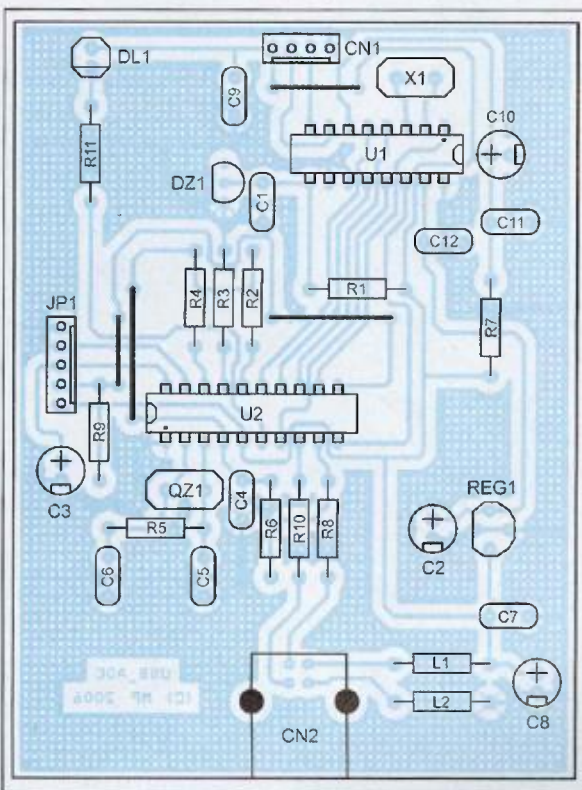 DL1
CN1
C9
X1
C10
R11
U1
DZ1
C1
C11
C12
R4
R3
R2
R1
JP1
R7
U2
R9
QZ1
C4
C3
R6
R10
R8
REG1
R5
C2
C6
C5
C7
USB_ADC
(C) MP 2006
L1
L2
C8
CN2